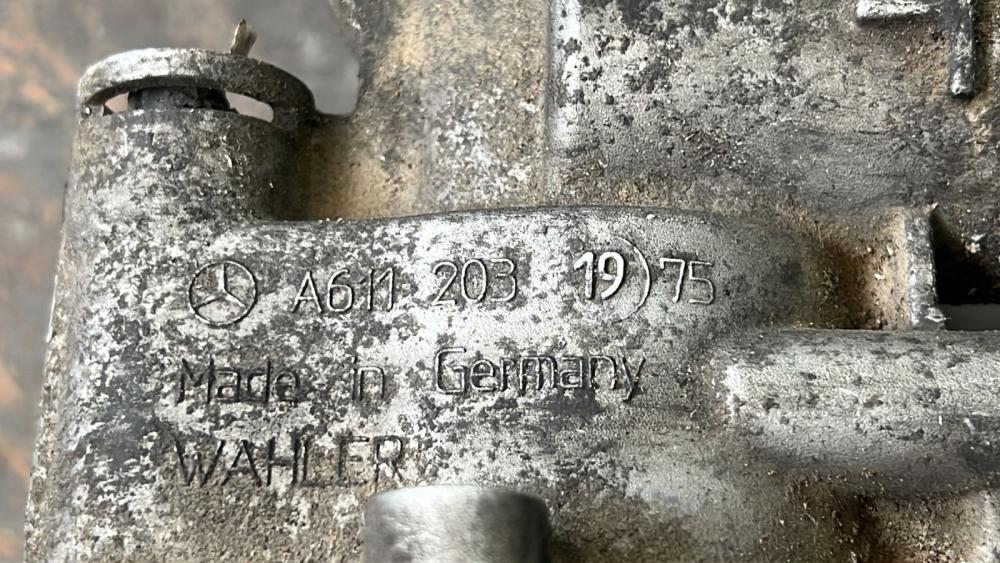 A611 203 19)75
Made in Germany
WAHLER